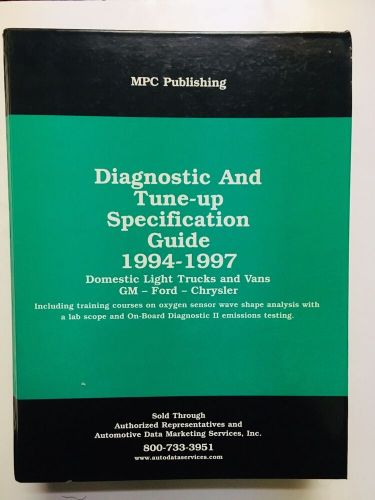 MPC Publishing
Diagnostic And
Tune-up
Specification
Guide
1994-1997
Domestic Light Trucks and Vans
GM – Ford – Chrysler
Including training courses on oxygen sensor wave shape analysis with
a lab scope and On-Board Diagnostic II emissions testing.
Sold Through
Authorized Representatives and
Automotive Data Marketing Services, Inc.
800-733-3951
www.autodataservices.com